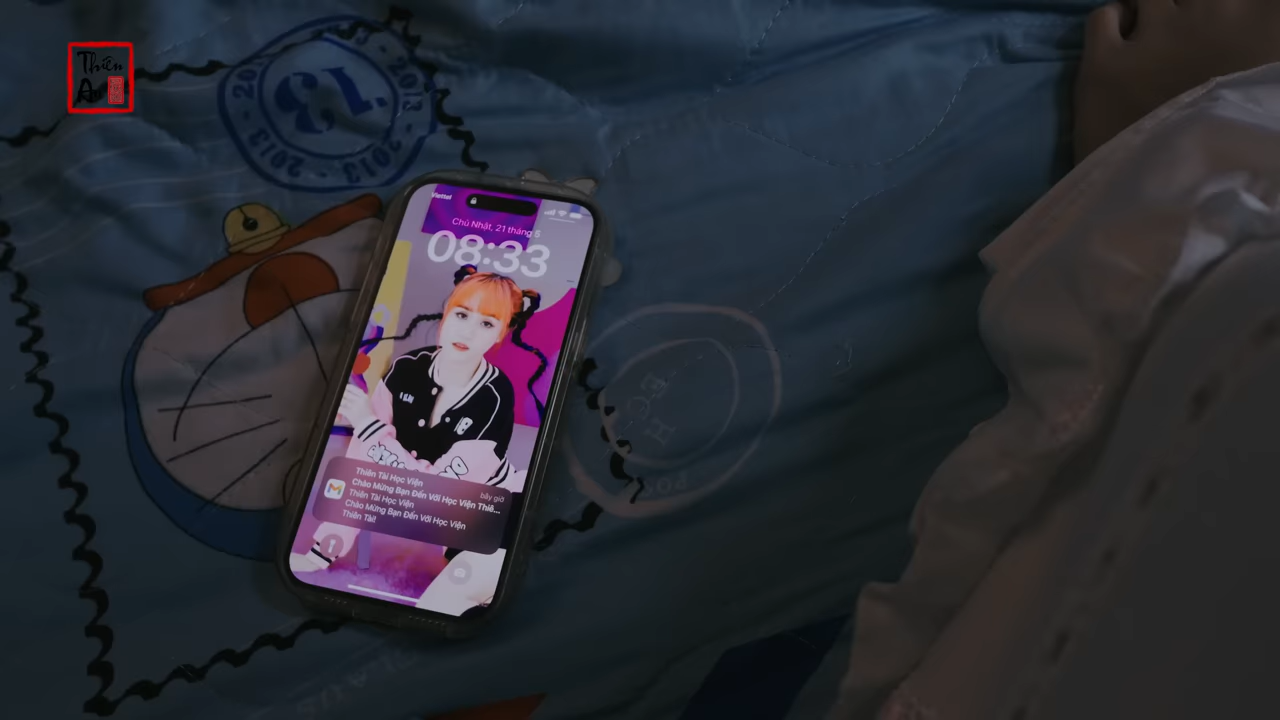 Thiên
2013 · 2013 · 2013
13
Viettel
Chủ Nhật, 21 tháng 5
08:33
Thiên Tài Học Viện
bây giờ
Chào Mừng Bạn Đến Với Học Viện Thiê...
Thiên Tài Học Viện
Chào Mừng Bạn Đến Với Học Viện
Thiên Tài!